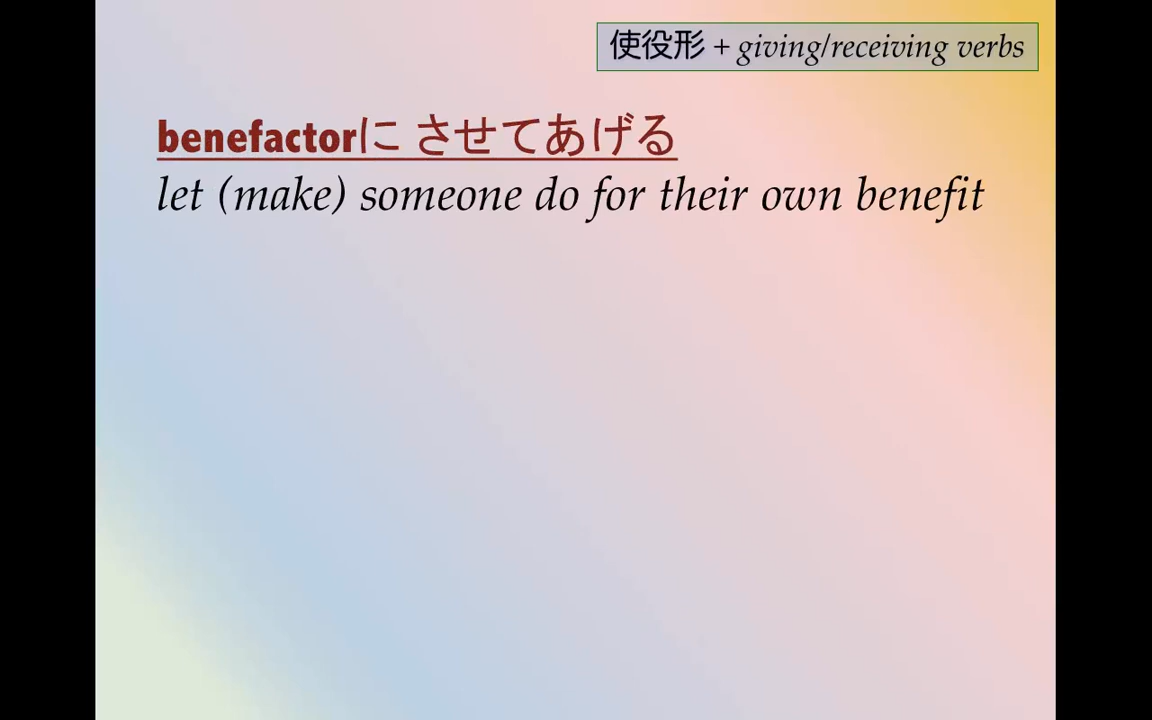 使役形 + giving/receiving verbs
benefactorに させてあげる
let (make) someone do for their own benefit